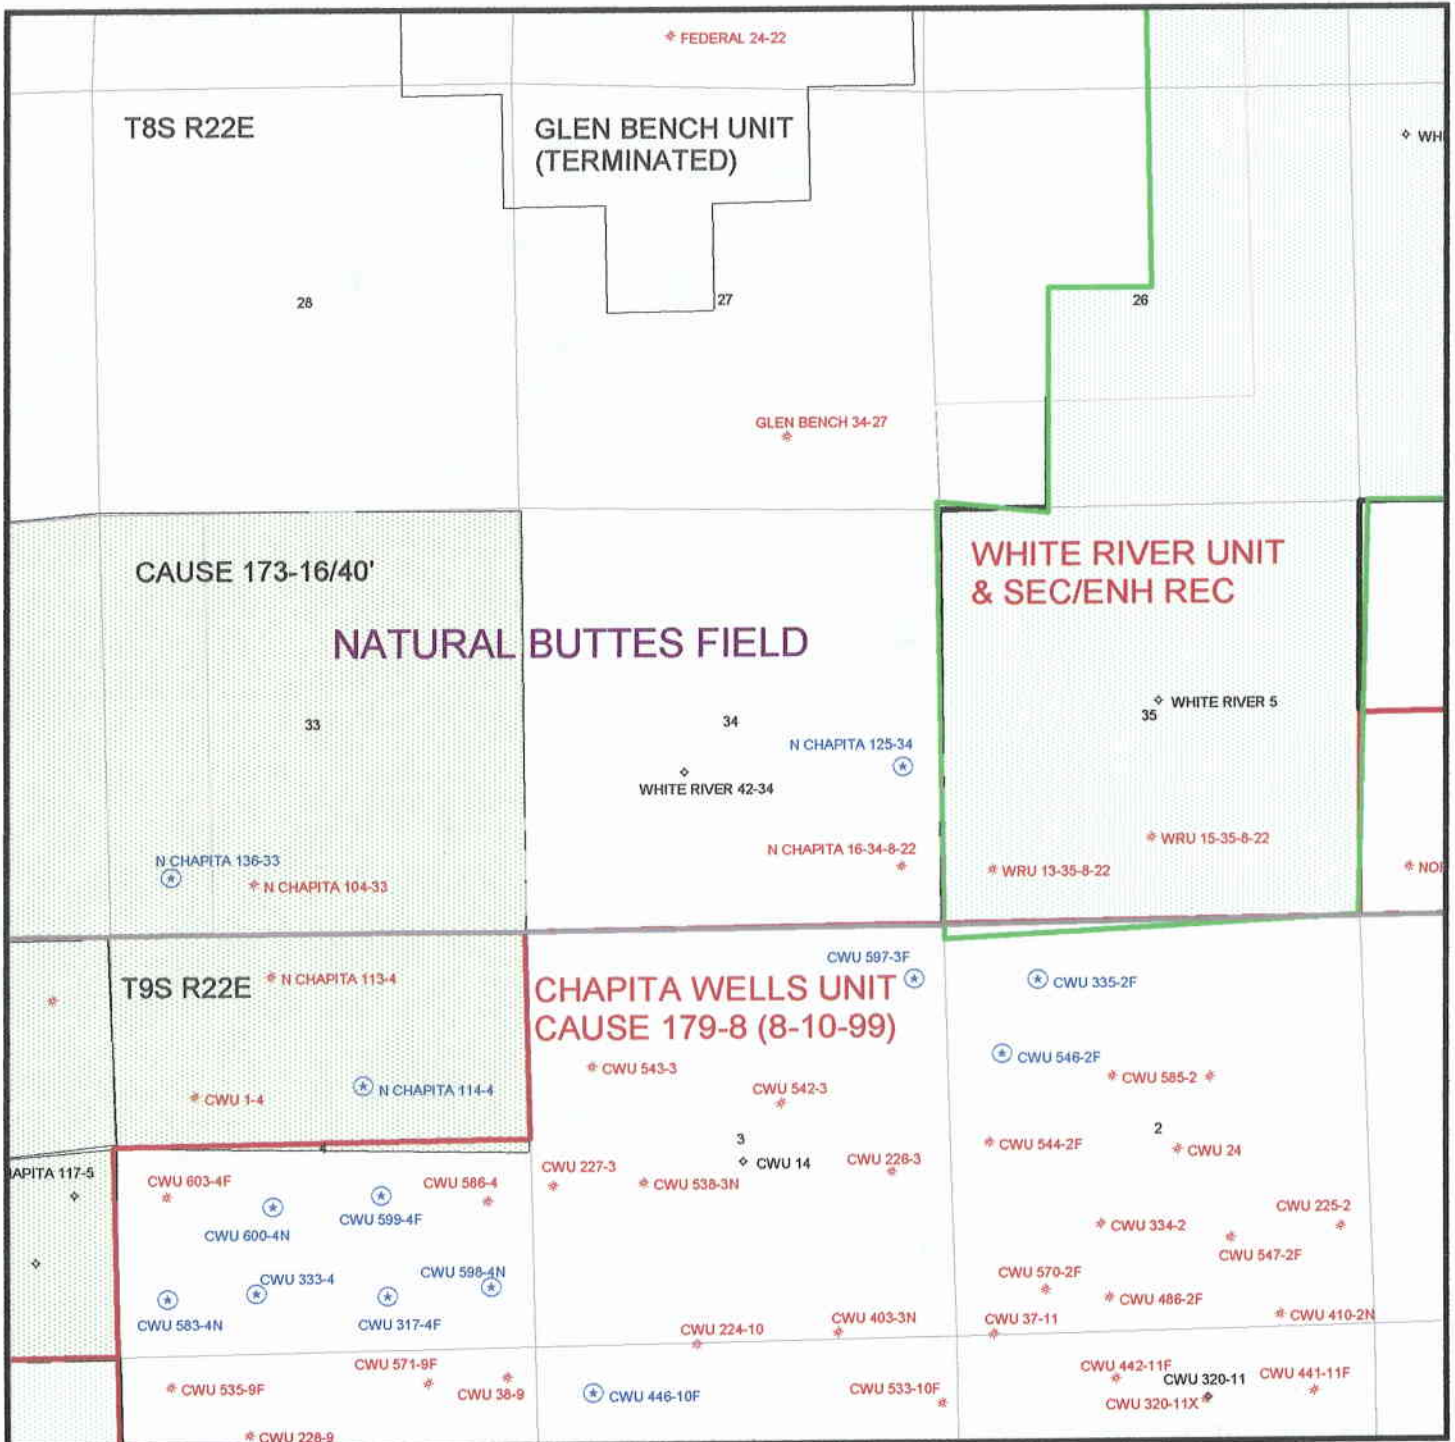 FEDERAL 24-22
T8S R22E
GLEN BENCH UNIT
(TERMINATED)
WH
28
27
26
GLEN BENCH 34-27
CAUSE 173-16/40'
WHITE RIVER UNIT
& SEC/ENH REC
NATURAL BUTTES FIELD
33
34
35
WHITE RIVER 5
N CHAPITA 125-34
WHITE RIVER 42-34
N CHAPITA 16-34-8-22
WRU 15-35-8-22
WRU 13-35-8-22
N CHAPITA 136-33
N CHAPITA 104-33
T9S R22E
N CHAPITA 113-4
CWU 597-3F
CHAPITA WELLS UNIT
CAUSE 179-8 (8-10-99)
CWU 335-2F
CWU 546-2F
CWU 543-3
CWU 585-2
N CHAPITA 114-4
CWU 542-3
CWU 1-4
4
3
2
CWU 544-2F
CWU 24
CWU 14
CWU 226-3
CWU 227-3
CWU 538-3N
APITA 117-5
CWU 603-4F
CWU 586-4
CWU 599-4F
CWU 600-4N
CWU 225-2
CWU 334-2
CWU 547-2F
CWU 333-4
CWU 598-4N
CWU 570-2F
CWU 486-2F
CWU 583-4N
CWU 317-4F
CWU 224-10
CWU 403-3N
CWU 37-11
CWU 410-2N
CWU 571-9F
CWU 535-9F
CWU 38-9
CWU 446-10F
CWU 533-10F
CWU 442-11F
CWU 320-11
CWU 441-11F
CWU 320-11X
CWU 228-9